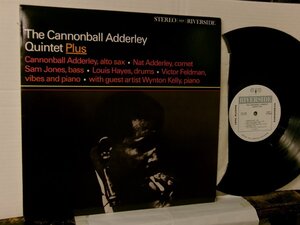 STEREO RIVERSIDE
The Cannonball Adderley
Quintet Plus
Cannonball Adderley, alto sax • Nat Adderley, cornet
Sam Jones, bass • Louis Hayes, drums • Victor Feldman,
vibes and piano • with guest artist Wynton Kelly, piano
RIVERSIDE